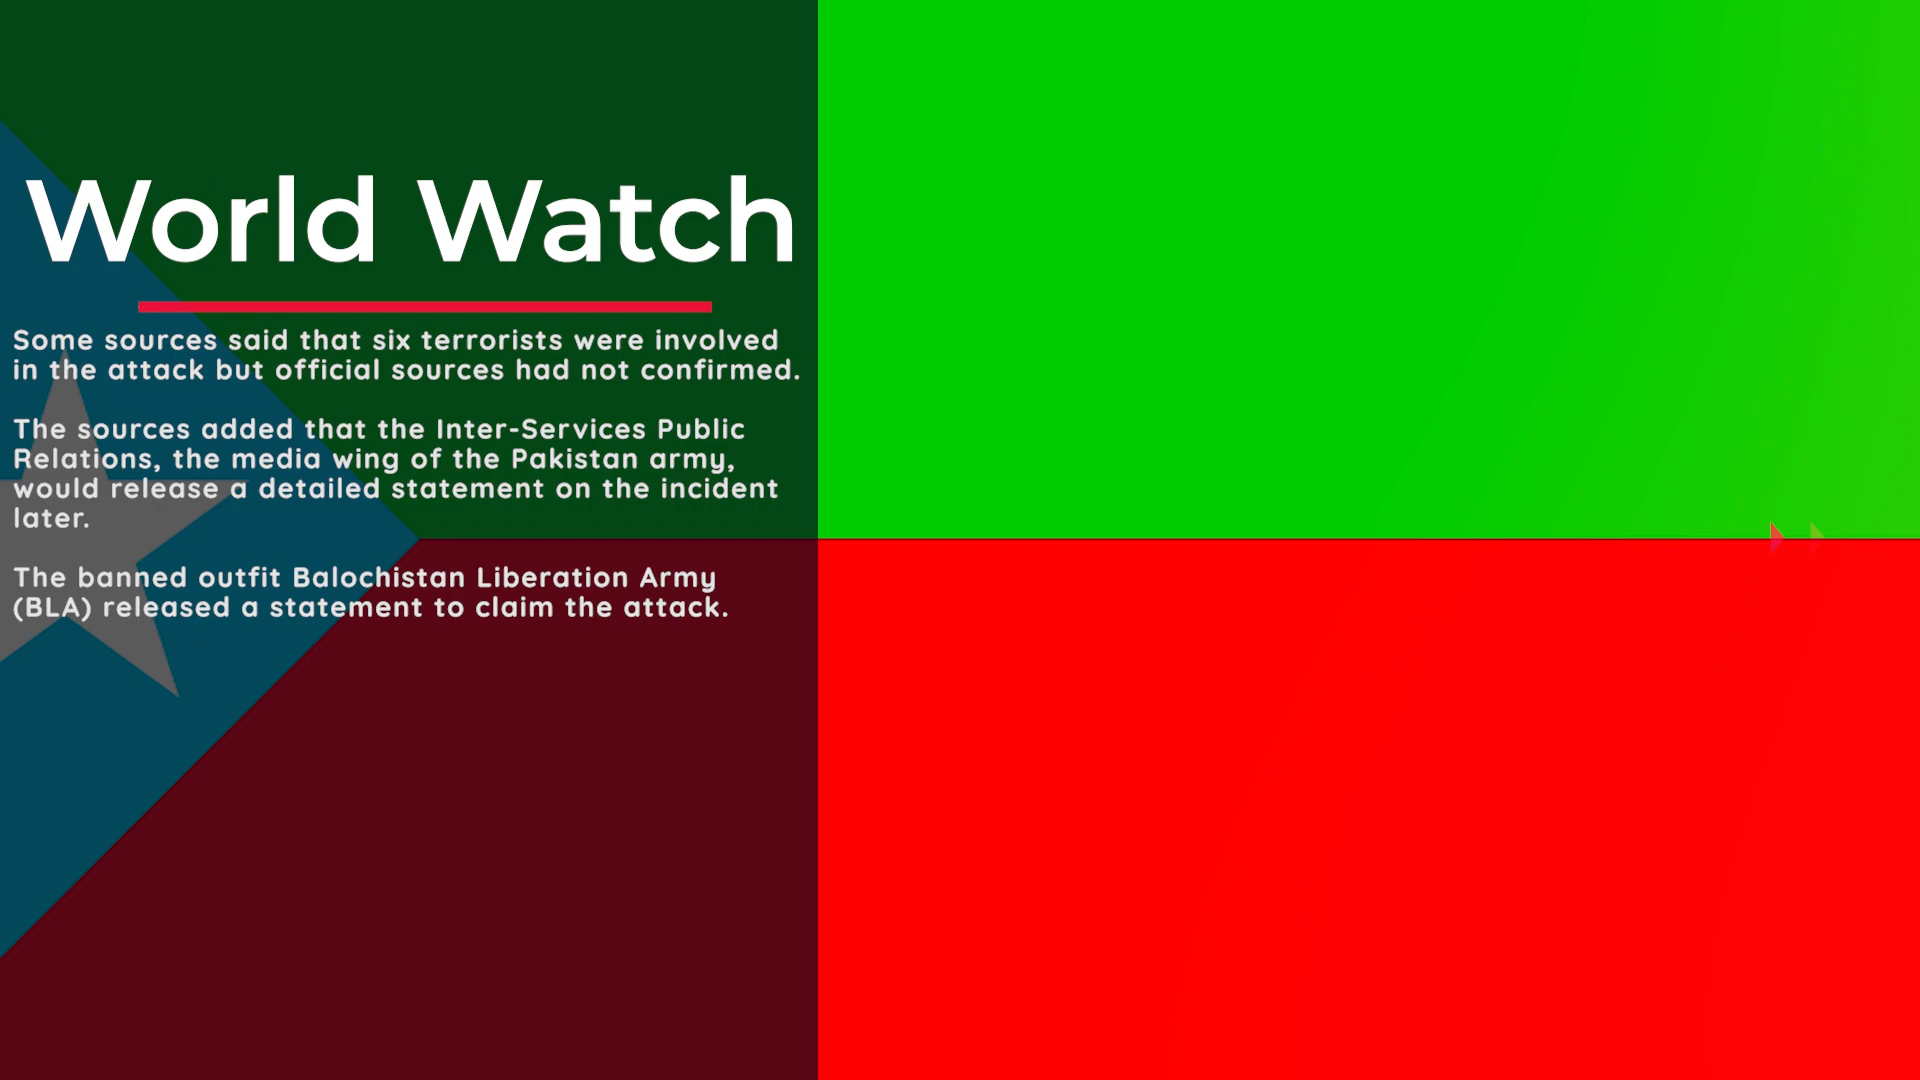 World Watch
Some sources said that six terrorists were involved
in the attack but official sources had not confirmed.
The sources added that the Inter-Services Public
Relations, the media wing of the Pakistan army,
would release a detailed statement on the incident
later.
The banned outfit Balochistan Liberation Army
(BLA) released a statement to claim the attack.